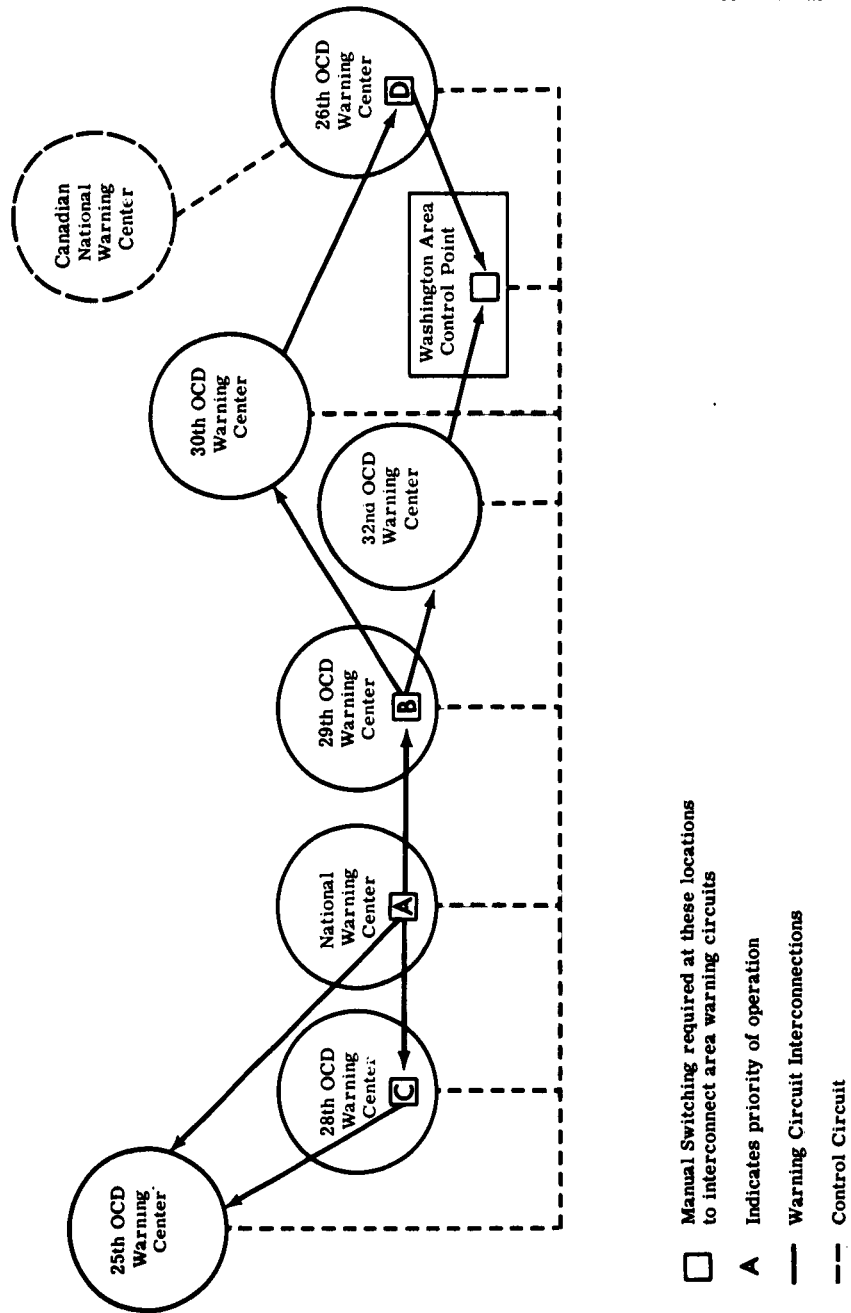 25th OCD
Warning
Center
28th OCD
Warning
Center
C
National
Warning
Center
A
29th OCD
Warning
Center
B
30th OCD
Warning
Center
32nd OCD
Warning
Center
Canadian
National
Warning
Center
Washington Area
Control Point
26th OCD
Warning
Center
D
Manual Switching required at these locations
to interconnect area warning circuits
A Indicates priority of operation
Warning Circuit Interconnections
Control Circuit